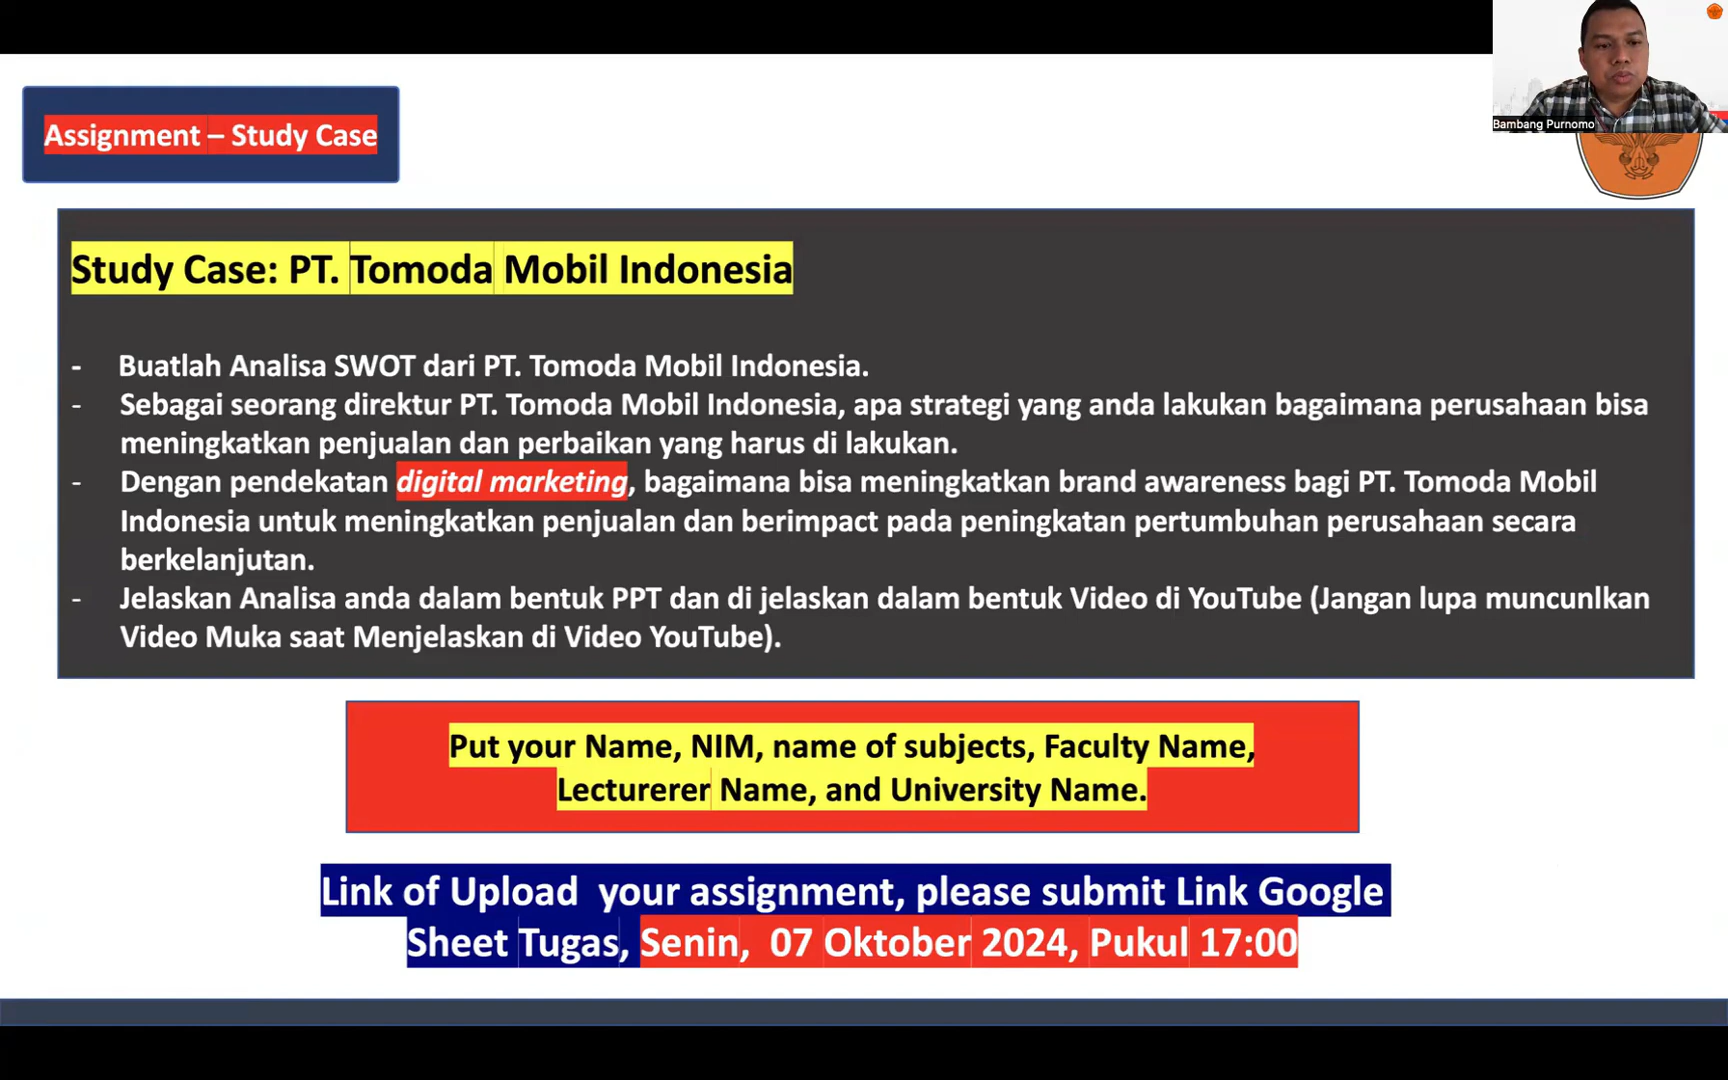 Bambang Purnomo
Assignment – Study Case
Study Case: PT. Tomoda Mobil Indonesia
- Buatlah Analisa SWOT dari PT. Tomoda Mobil Indonesia.
- Sebagai seorang direktur PT. Tomoda Mobil Indonesia, apa strategi yang anda lakukan bagaimana perusahaan bisa
meningkatkan penjualan dan perbaikan yang harus di lakukan.
- Dengan pendekatan digital marketing, bagaimana bisa meningkatkan brand awareness bagi PT. Tomoda Mobil
Indonesia untuk meningkatkan penjualan dan berimpact pada peningkatan pertumbuhan perusahaan secara
berkelanjutan.
- Jelaskan Analisa anda dalam bentuk PPT dan di jelaskan dalam bentuk Video di YouTube (Jangan lupa muncunlkan
Video Muka saat Menjelaskan di Video YouTube).
Put your Name, NIM, name of subjects, Faculty Name,
Lecturerer Name, and University Name.
Link of Upload  your assignment, please submit Link Google
Sheet Tugas, Senin,  07 Oktober 2024, Pukul 17:00